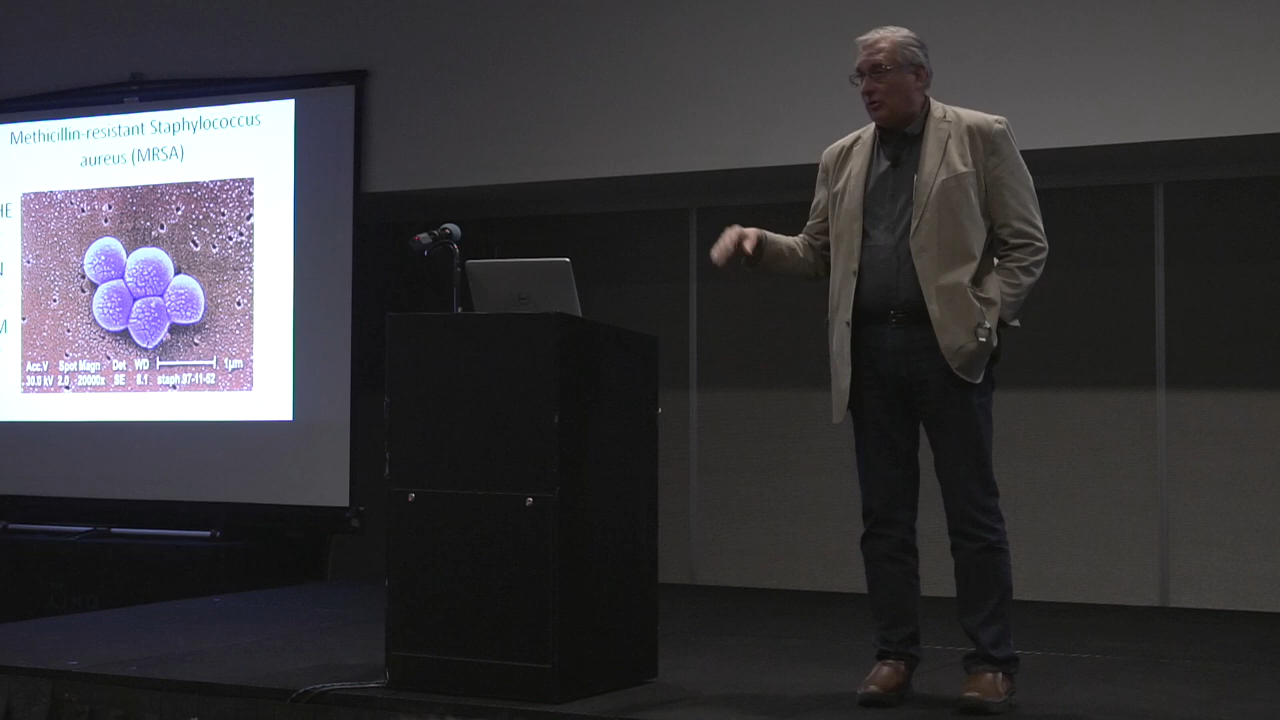 Methicillin-resistant Staphylococcus
aureus (MRSA)
HE
N
M
Acc.V Spot Magn Det WD 1µm
30.0 kV 2.0 20000x SE 8.1 staph.97-11-62